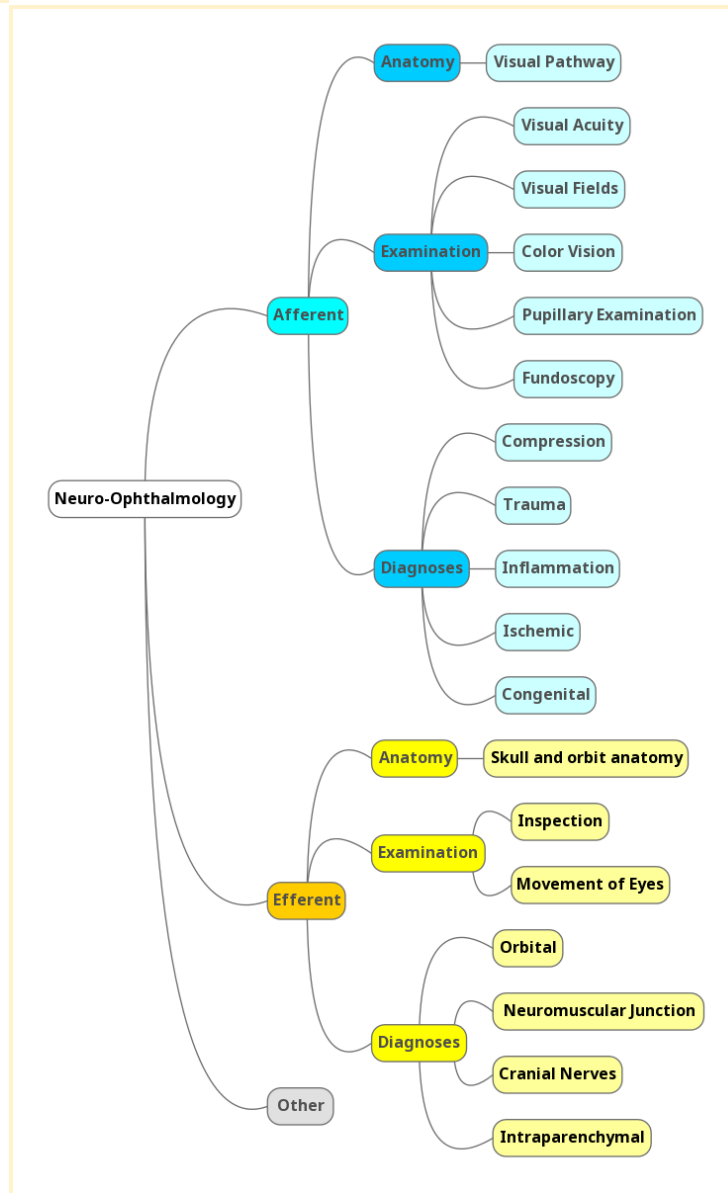 Neuro-Ophthalmology
Afferent
Anatomy
Visual Pathway
Examination
Visual Acuity
Visual Fields
Color Vision
Pupillary Examination
Fundoscopy
Diagnoses
Compression
Trauma
Inflammation
Ischemic
Congenital
Efferent
Anatomy
Skull and orbit anatomy
Examination
Inspection
Movement of Eyes
Diagnoses
Orbital
Neuromuscular Junction
Cranial Nerves
Intraparenchymal
Other